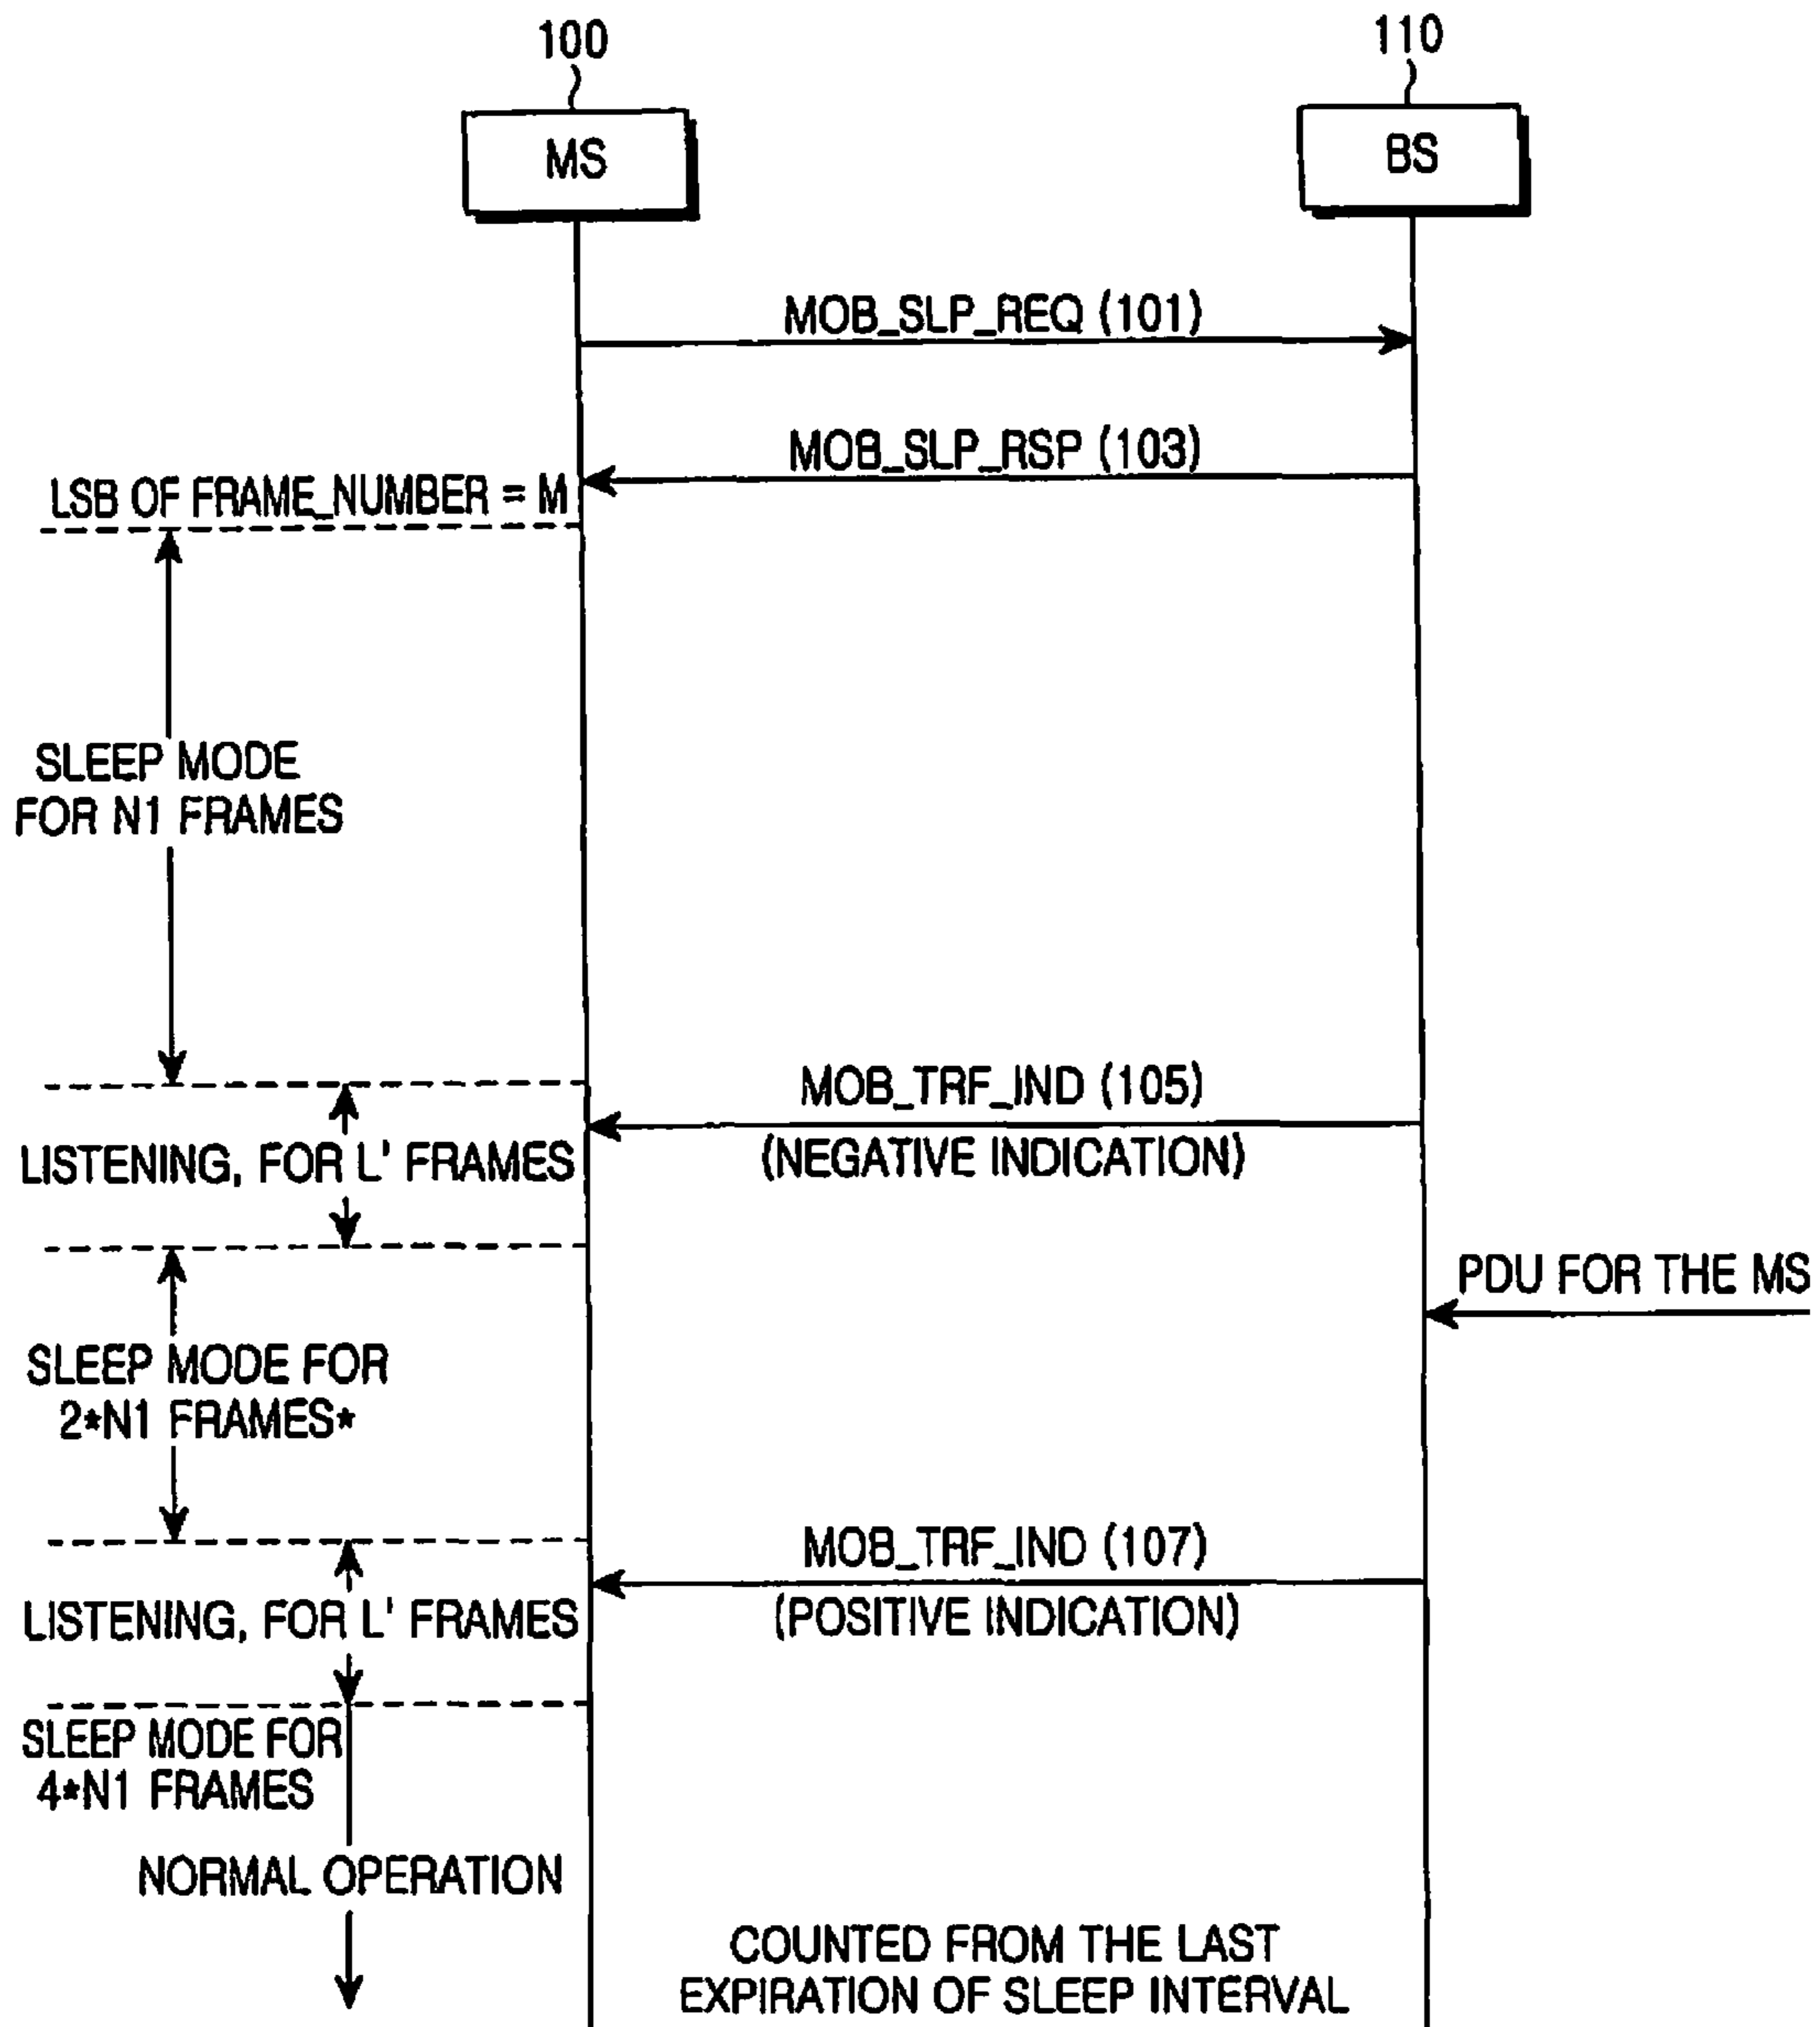 100
110
MS
BS
MOB_SLP_REQ (101)
MOB_SLP_RSP (103)
LSB OF FRAME_NUMBER = M
SLEEP MODE
FOR N1 FRAMES
MOB_TRF_IND (105)
(NEGATIVE INDICATION)
LISTENING, FOR L' FRAMES
PDU FOR THE MS
SLEEP MODE FOR
2*N1 FRAMES*
MOB_TRF_IND (107)
(POSITIVE INDICATION)
LISTENING, FOR L' FRAMES
SLEEP MODE FOR
4*N1 FRAMES
NORMAL OPERATION
COUNTED FROM THE LAST
EXPIRATION OF SLEEP INTERVAL